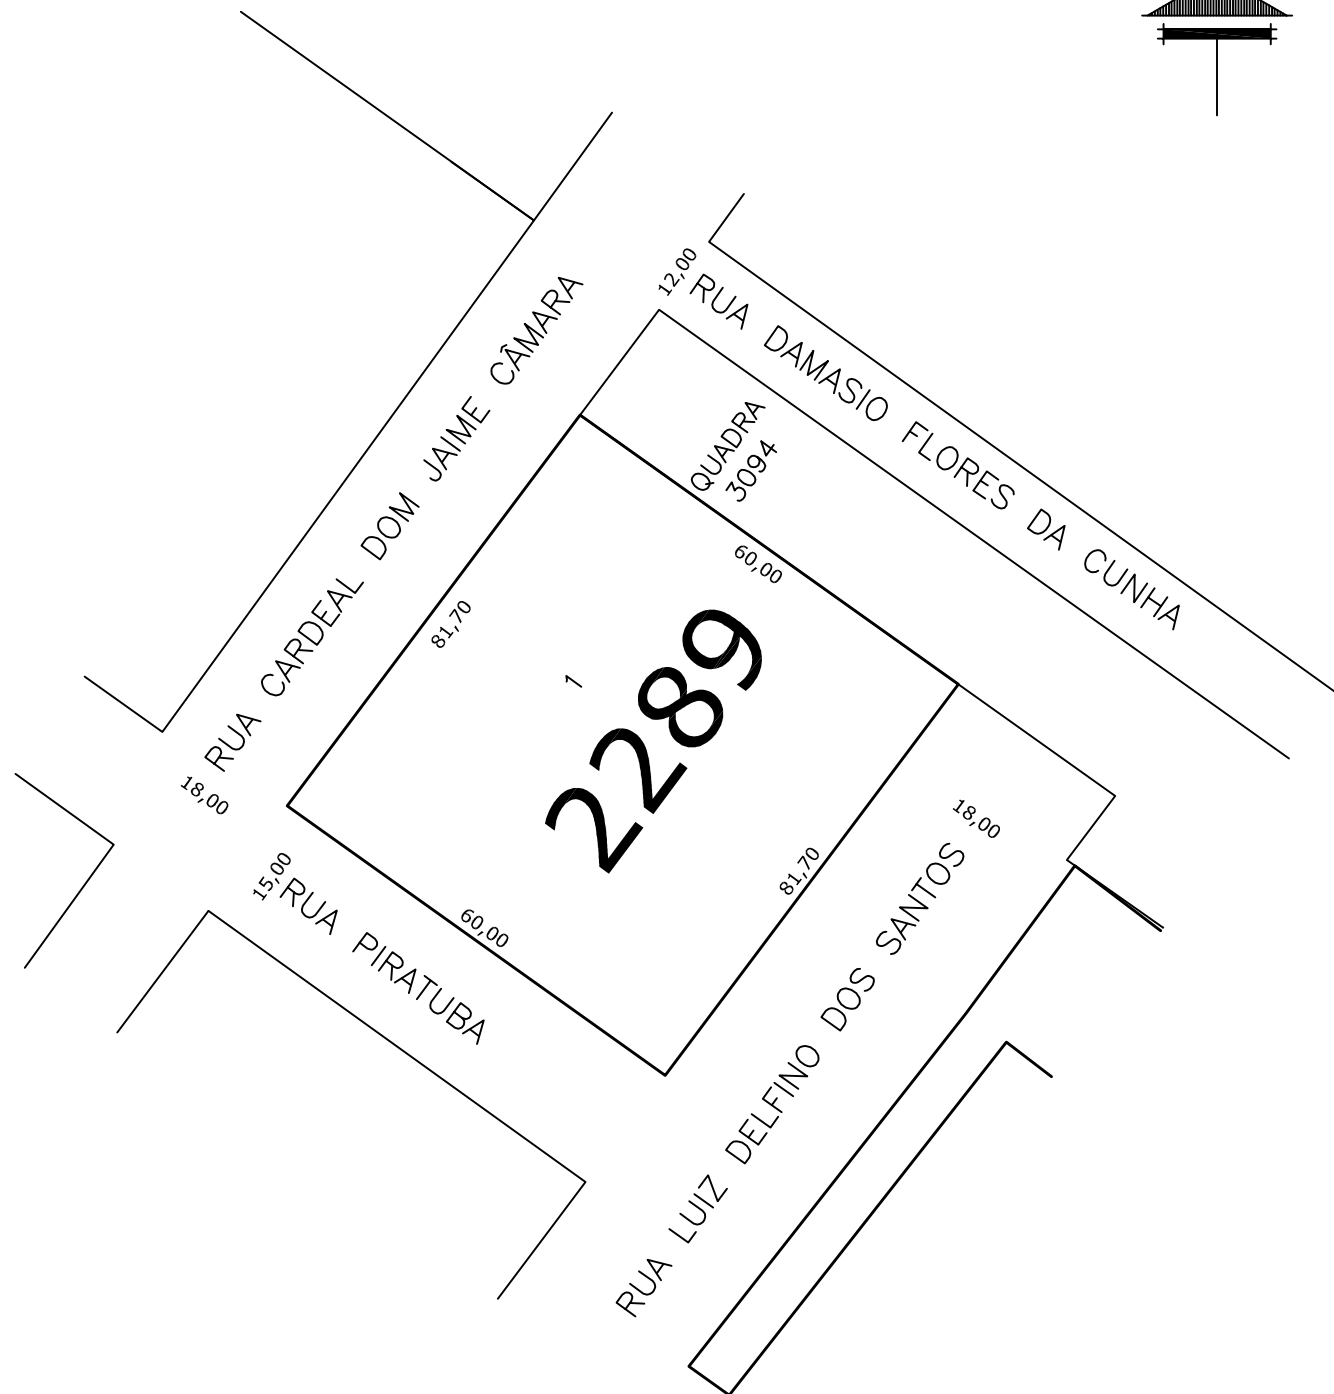 12,00
RUA DAMASIO FLORES DA CUNHA
RUA CARDEAL DOM JAIME CÂMARA
QUADRA
3094
60,00
81,70
1
2289
18,00
18,00
81,70
15,00
RUA PIRATUBA
60,00
RUA LUIZ DELFINO DOS SANTOS